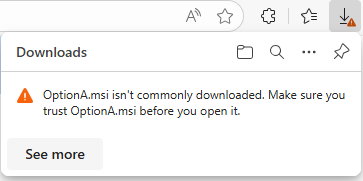 Downloads
OptionA.msi isn't commonly downloaded. Make sure you
trust OptionA.msi before you open it.
See more